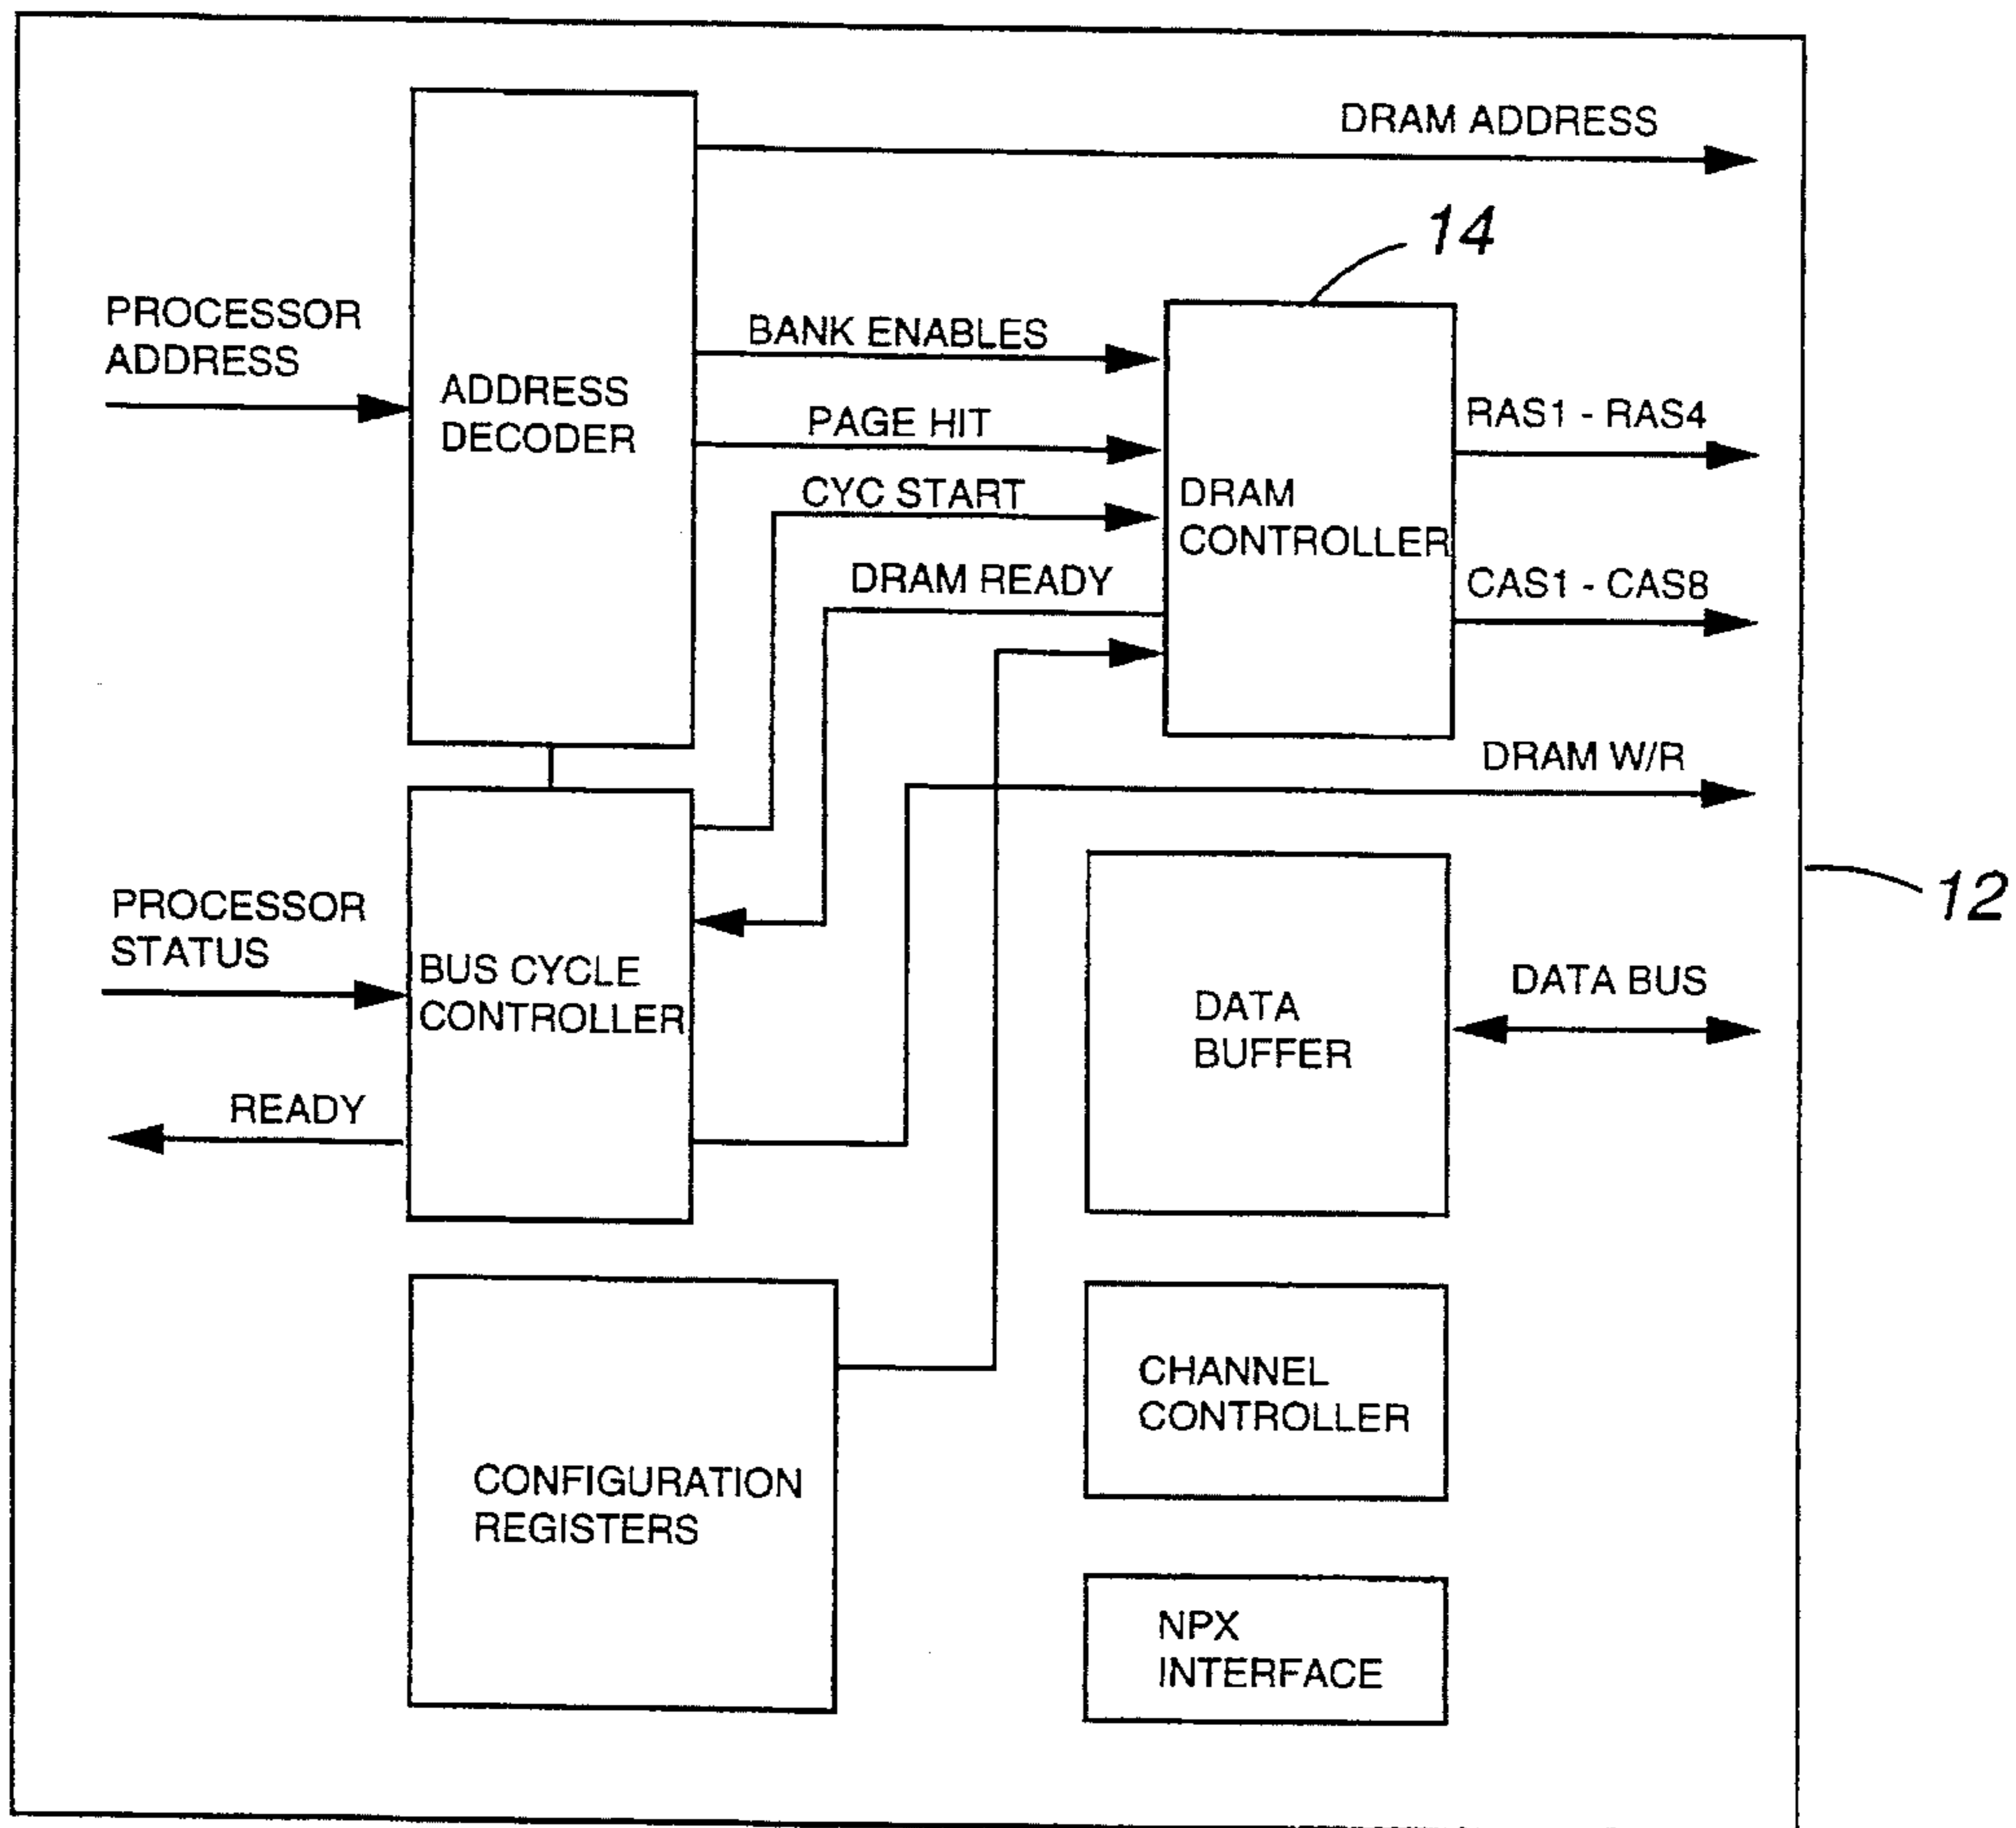 DRAM ADDRESS
14
PROCESSOR
ADDRESS
ADDRESS
DECODER
BANK ENABLES
PAGE HIT
CYC START
DRAM READY
DRAM
CONTROLLER
RAS1 - RAS4
CAS1 - CAS8
DRAM W/R
12
PROCESSOR
STATUS
BUS CYCLE
CONTROLLER
READY
DATA
BUFFER
DATA BUS
CONFIGURATION
REGISTERS
CHANNEL
CONTROLLER
NPX
INTERFACE